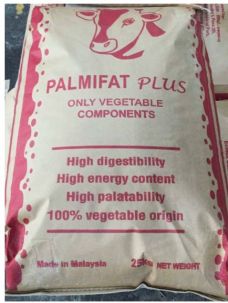 PALMIFAT PLUS
ONLY VEGETABLE
COMPONENTS
High digestibility
High energy content
High palatability
100% vegetable origin
Made in Malaysia 25KG NET WEIGHT